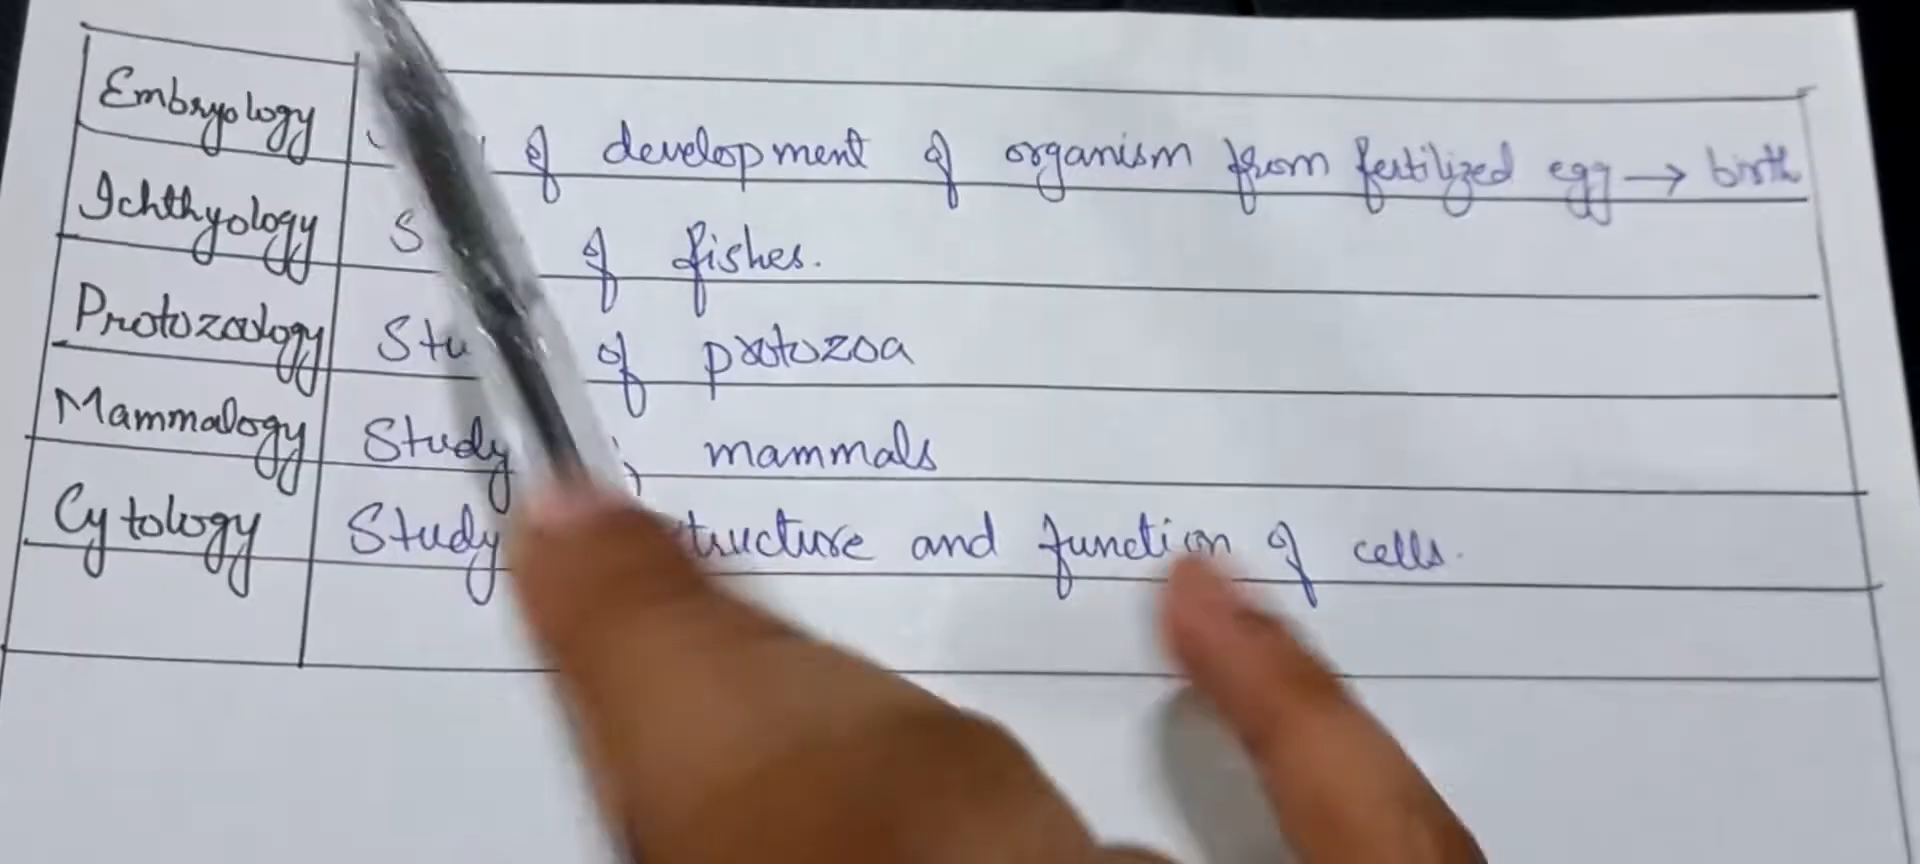 Embryology of development of organism from fertilized egg → birth
Ichthyology S of fishes.
Protozoology Stu of protozoa
Mammalogy Study mammals
Cytology Study tructure and function of cells.